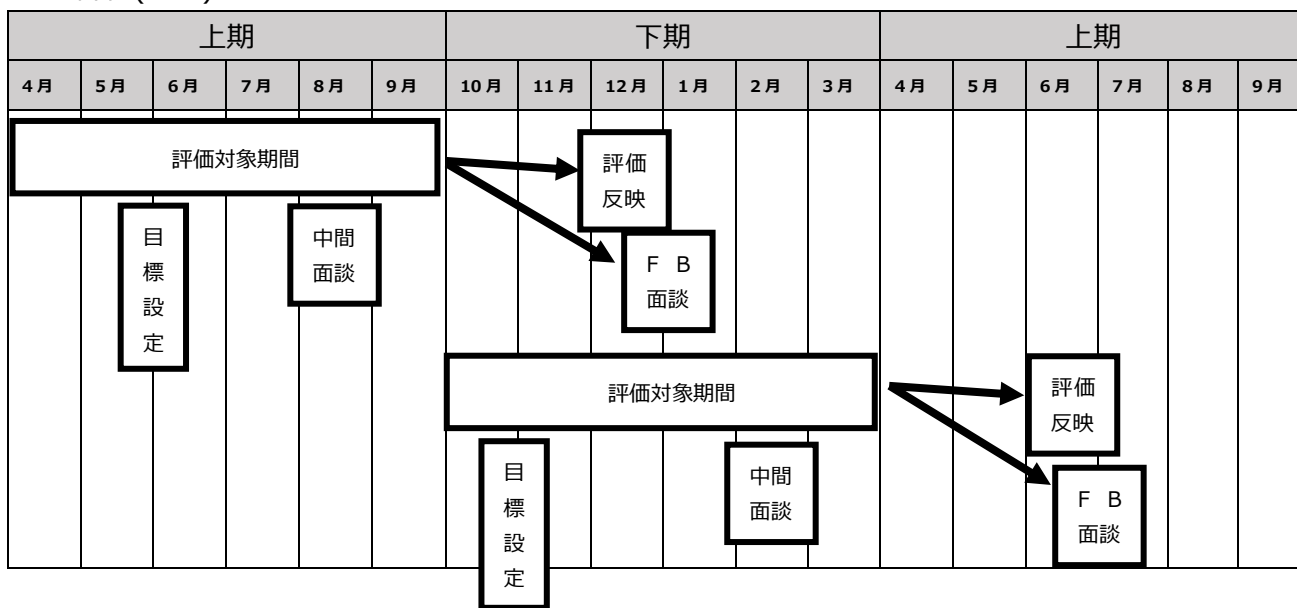 上期 下期 上期
4月 5月 6月 7月 8月 9月 10月 11月 12月 1月 2月 3月 4月 5月 6月 7月 8月 9月
評価対象期間
評価
反映
目
標
設
定
中間
面談
F B
面談
評価対象期間
評価
反映
目
標
設
定
中間
面談
F B
面談